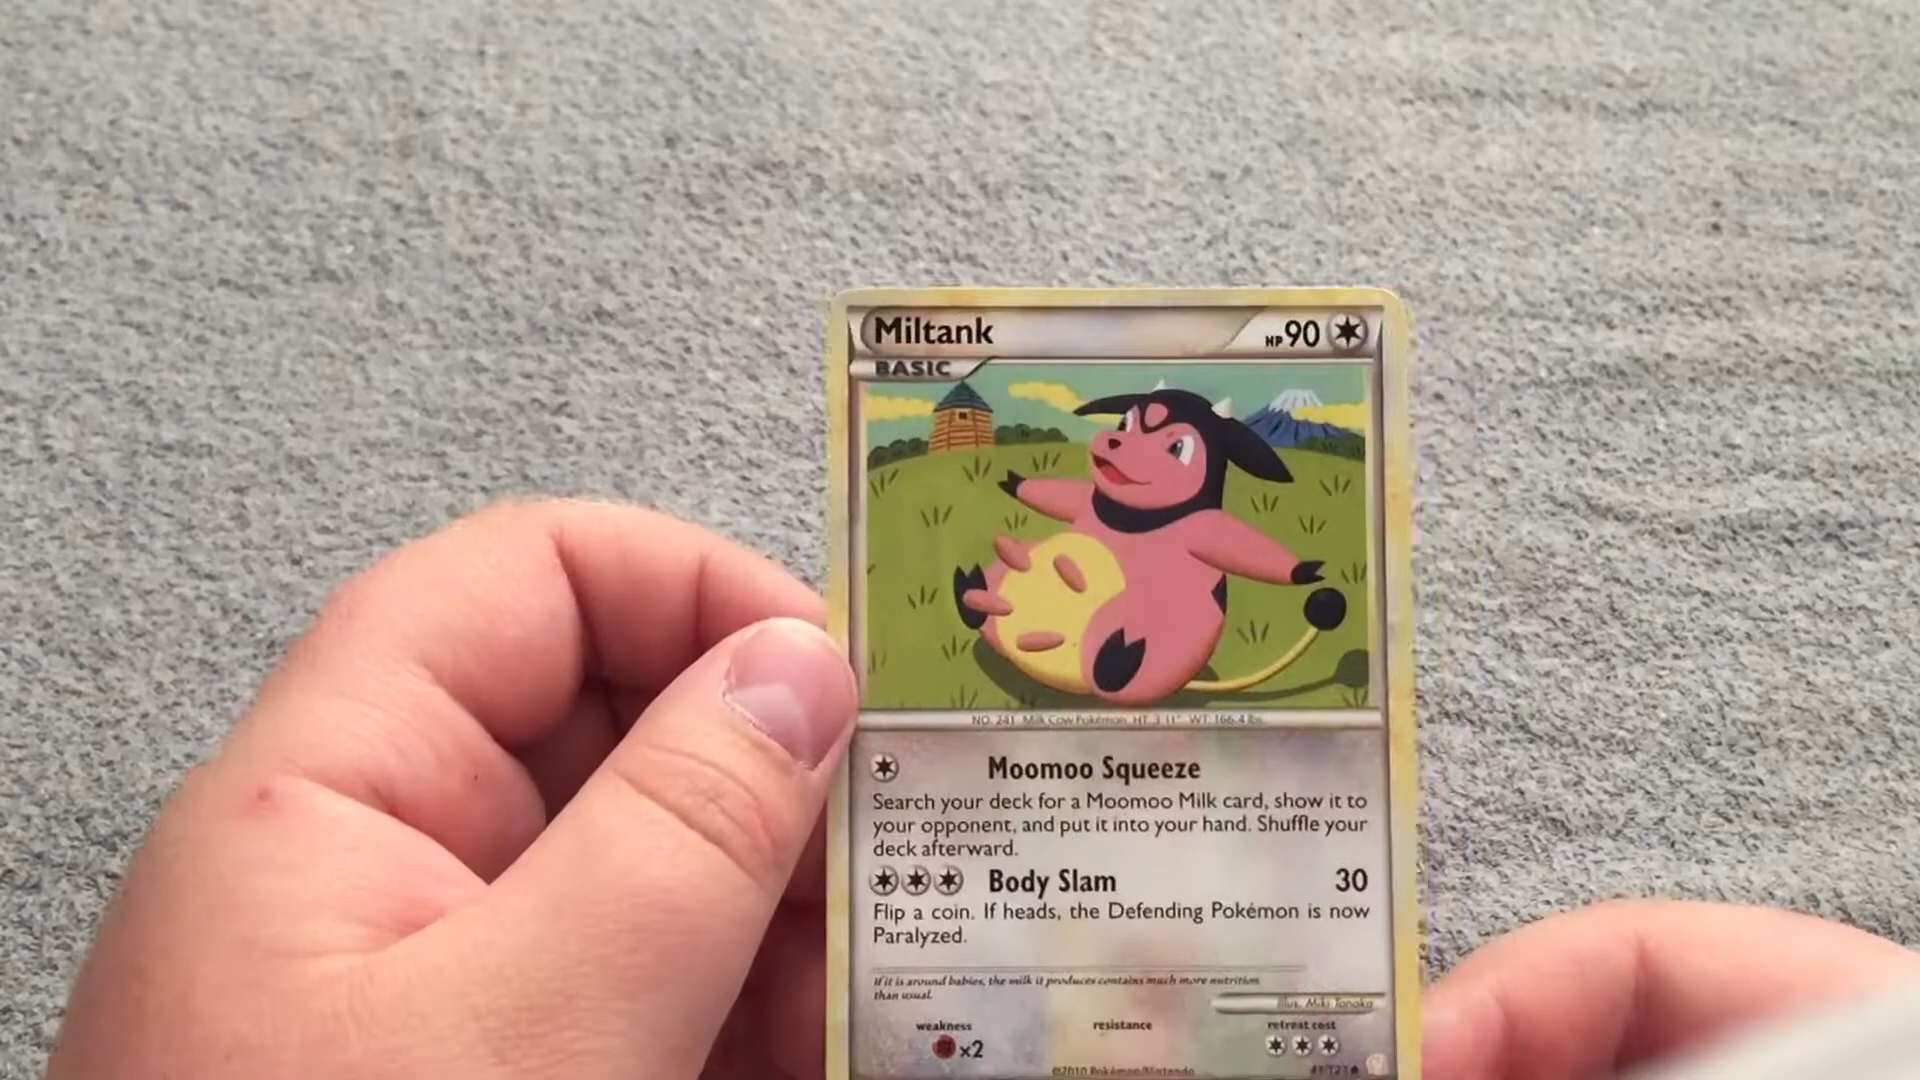 Miltank
HP 90
BASIC
NO. 241 Milk Cow Pokémon HT: 3'11" WT: 166.4 lbs.
Moomoo Squeeze
Search your deck for a Moomoo Milk card, show it to
your opponent, and put it into your hand. Shuffle your
deck afterward.
Body Slam 30
Flip a coin. If heads, the Defending Pokémon is now
Paralyzed.
If it is around babies, the milk it produces contains much more nutrition
than usual.
Illus. Miki Tanaka
weakness resistance retreat cost
x2
©2010 Pokémon/Nintendo